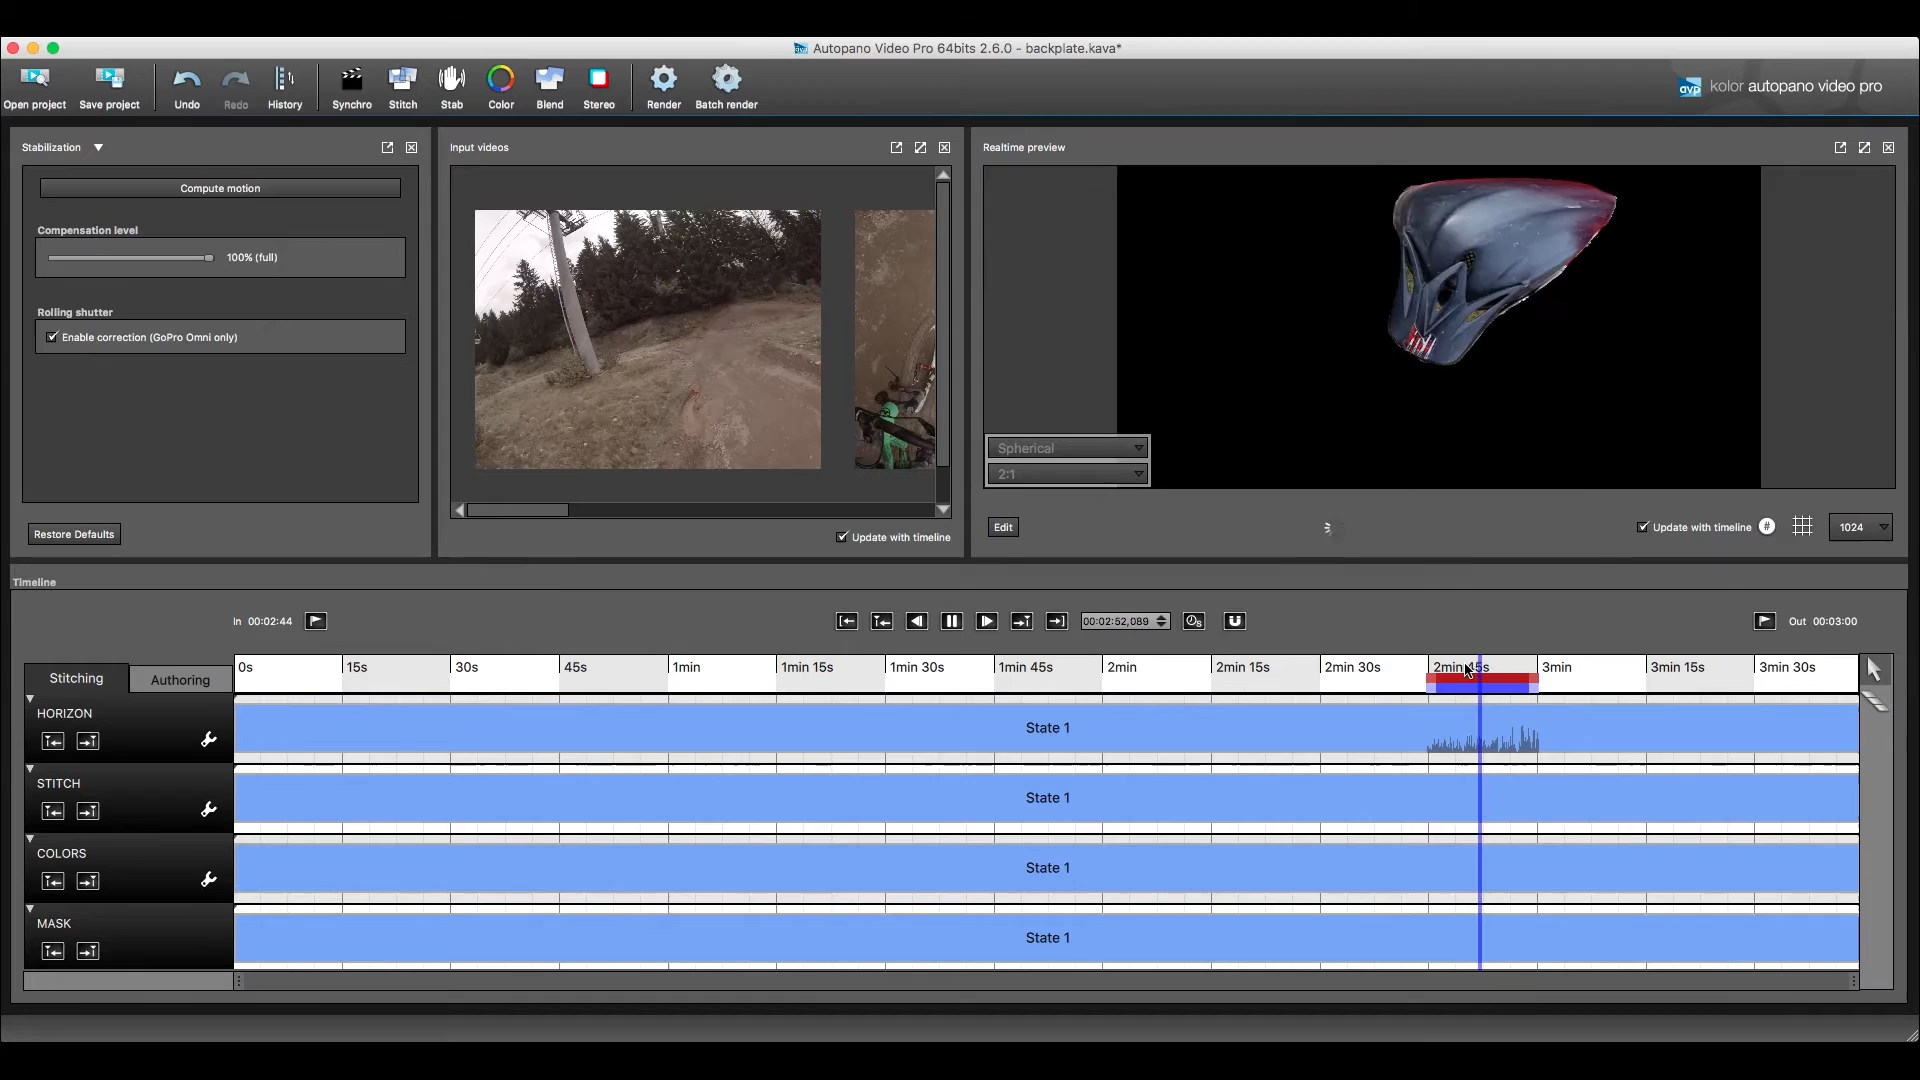 Autopano Video Pro 64bits 2.6.0 - backplate.kava*
Open project
Save project
Undo
Redo
History
Synchro
Stitch
Stab
Color
Blend
Stereo
Render
Batch render
avp
kolor autopano video pro
Stabilization
Compute motion
Compensation level
100% (full)
Rolling shutter
Enable correction (GoPro Omni only)
Restore Defaults
Input videos
Update with timeline
Realtime preview
Spherical
2:1
Edit
Update with timeline
#
1024
Timeline
In 00:02:44
00:02:52,089
Out 00:03:00
Stitching
Authoring
0s
15s
30s
45s
1min
1min 15s
1min 30s
1min 45s
2min
2min 15s
2min 30s
2min 45s
3min
3min 15s
3min 30s
HORIZON
State 1
STITCH
State 1
COLORS
State 1
MASK
State 1